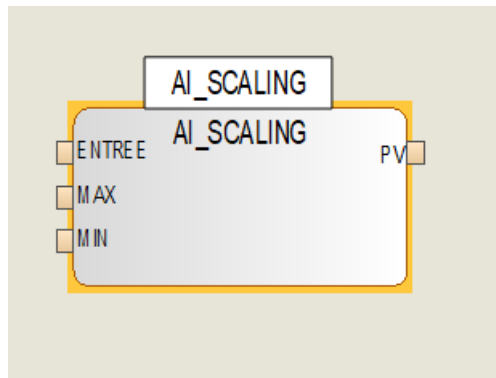 AI_SCALING
AI_SCALING
ENTREE
PV
MAX
MIN